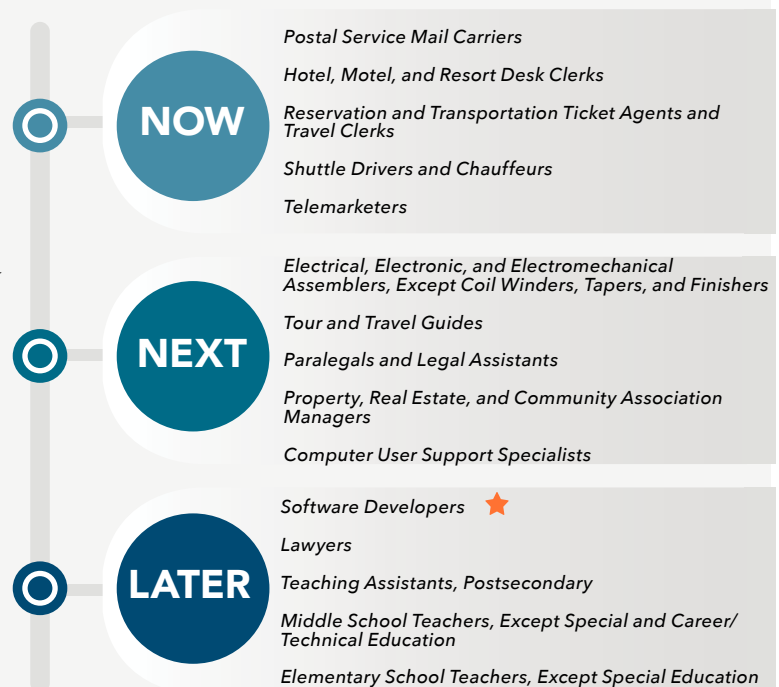 NOW
Postal Service Mail Carriers
Hotel, Motel, and Resort Desk Clerks
Reservation and Transportation Ticket Agents and
Travel Clerks
Shuttle Drivers and Chauffeurs
Telemarketers
NEXT
Electrical, Electronic, and Electromechanical
Assemblers, Except Coil Winders, Tapers, and Finishers
Tour and Travel Guides
Paralegals and Legal Assistants
Property, Real Estate, and Community Association
Managers
Computer User Support Specialists
LATER
Software Developers
Lawyers
Teaching Assistants, Postsecondary
Middle School Teachers, Except Special and Career/
Technical Education
Elementary School Teachers, Except Special Education